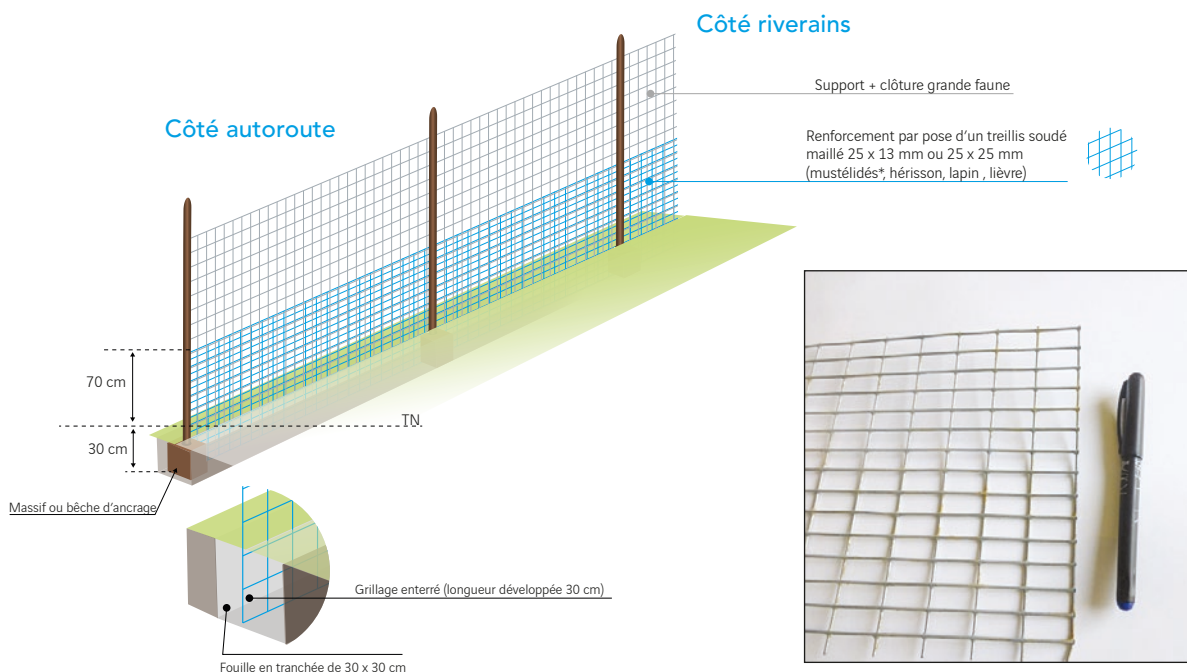 Côté riverains
Support + clôture grande faune
Côté autoroute
Renforcement par pose d'un treillis soudé
maillé 25 x 13 mm ou 25 x 25 mm
(mustélidés*, hérisson, lapin , lièvre)
70 cm
TN
30 cm
Massif ou bêche d'ancrage
Grillage enterré (longueur développée 30 cm)
Fouille en tranchée de 30 x 30 cm